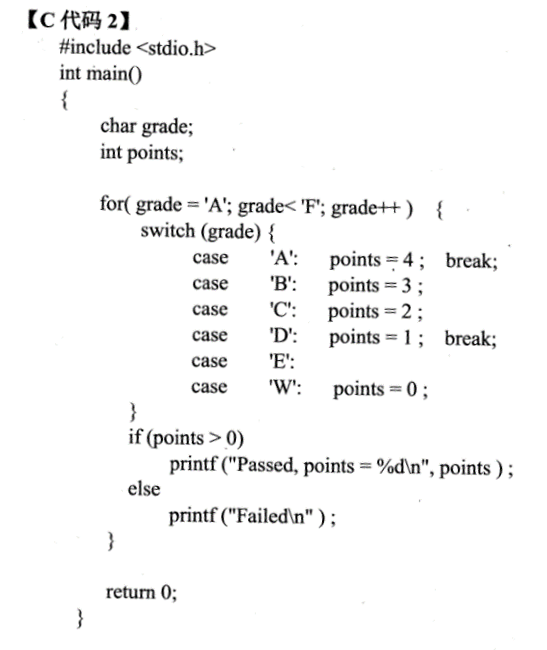 【C 代码 2】
#include <stdio.h>
int main()
{
char grade;
int points;
for( grade = 'A'; grade< 'F'; grade++ ) {
switch (grade) {
case 'A': points = 4 ; break;
case 'B': points = 3 ;
case 'C': points = 2 ;
case 'D': points = 1 ; break;
case 'E':
case 'W': points = 0 ;
}
if (points > 0)
printf ("Passed, points = %d\n", points ) ;
else
printf ("Failed\n" ) ;
}
return 0;
}